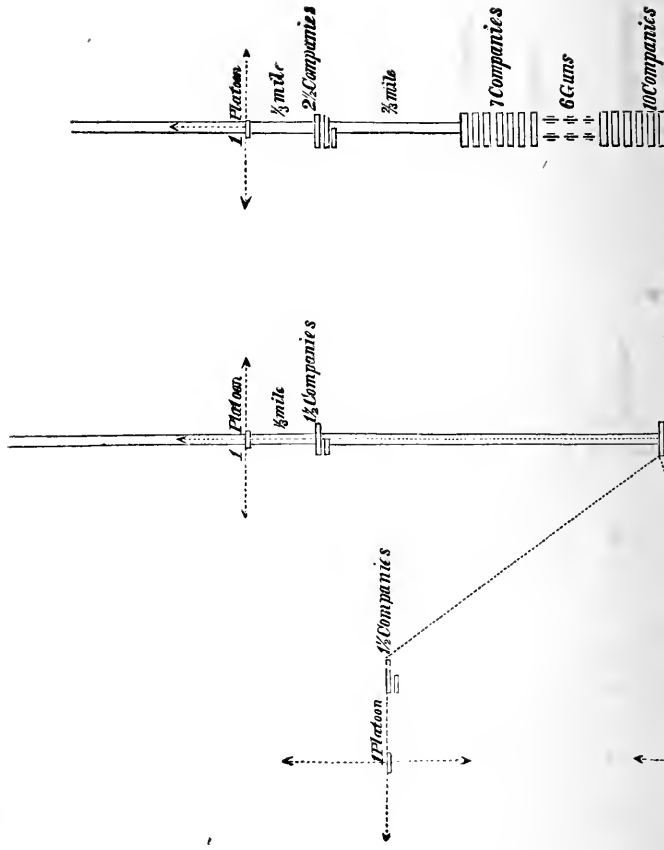 1 Platoon
⅓ mile
2½ Companies
⅔ mile
7 Companies
6 Guns
10 Companies
1 Platoon
⅓ mile
1½ Companies
1½ Companies
1 Platoon